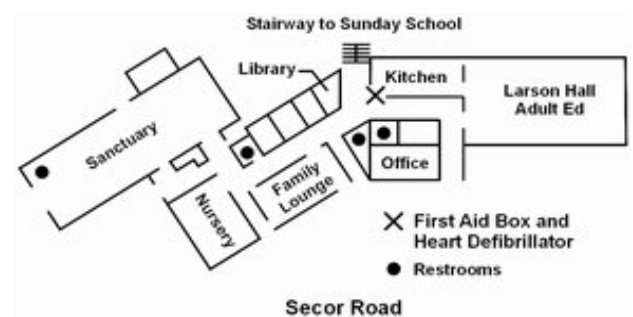 Stairway to Sunday School
Library
Kitchen
Larson Hall
Adult Ed
Sanctuary
Nursery
Family
Lounge
Office
First Aid Box and
Heart Defibrillator
Restrooms
Secor Road